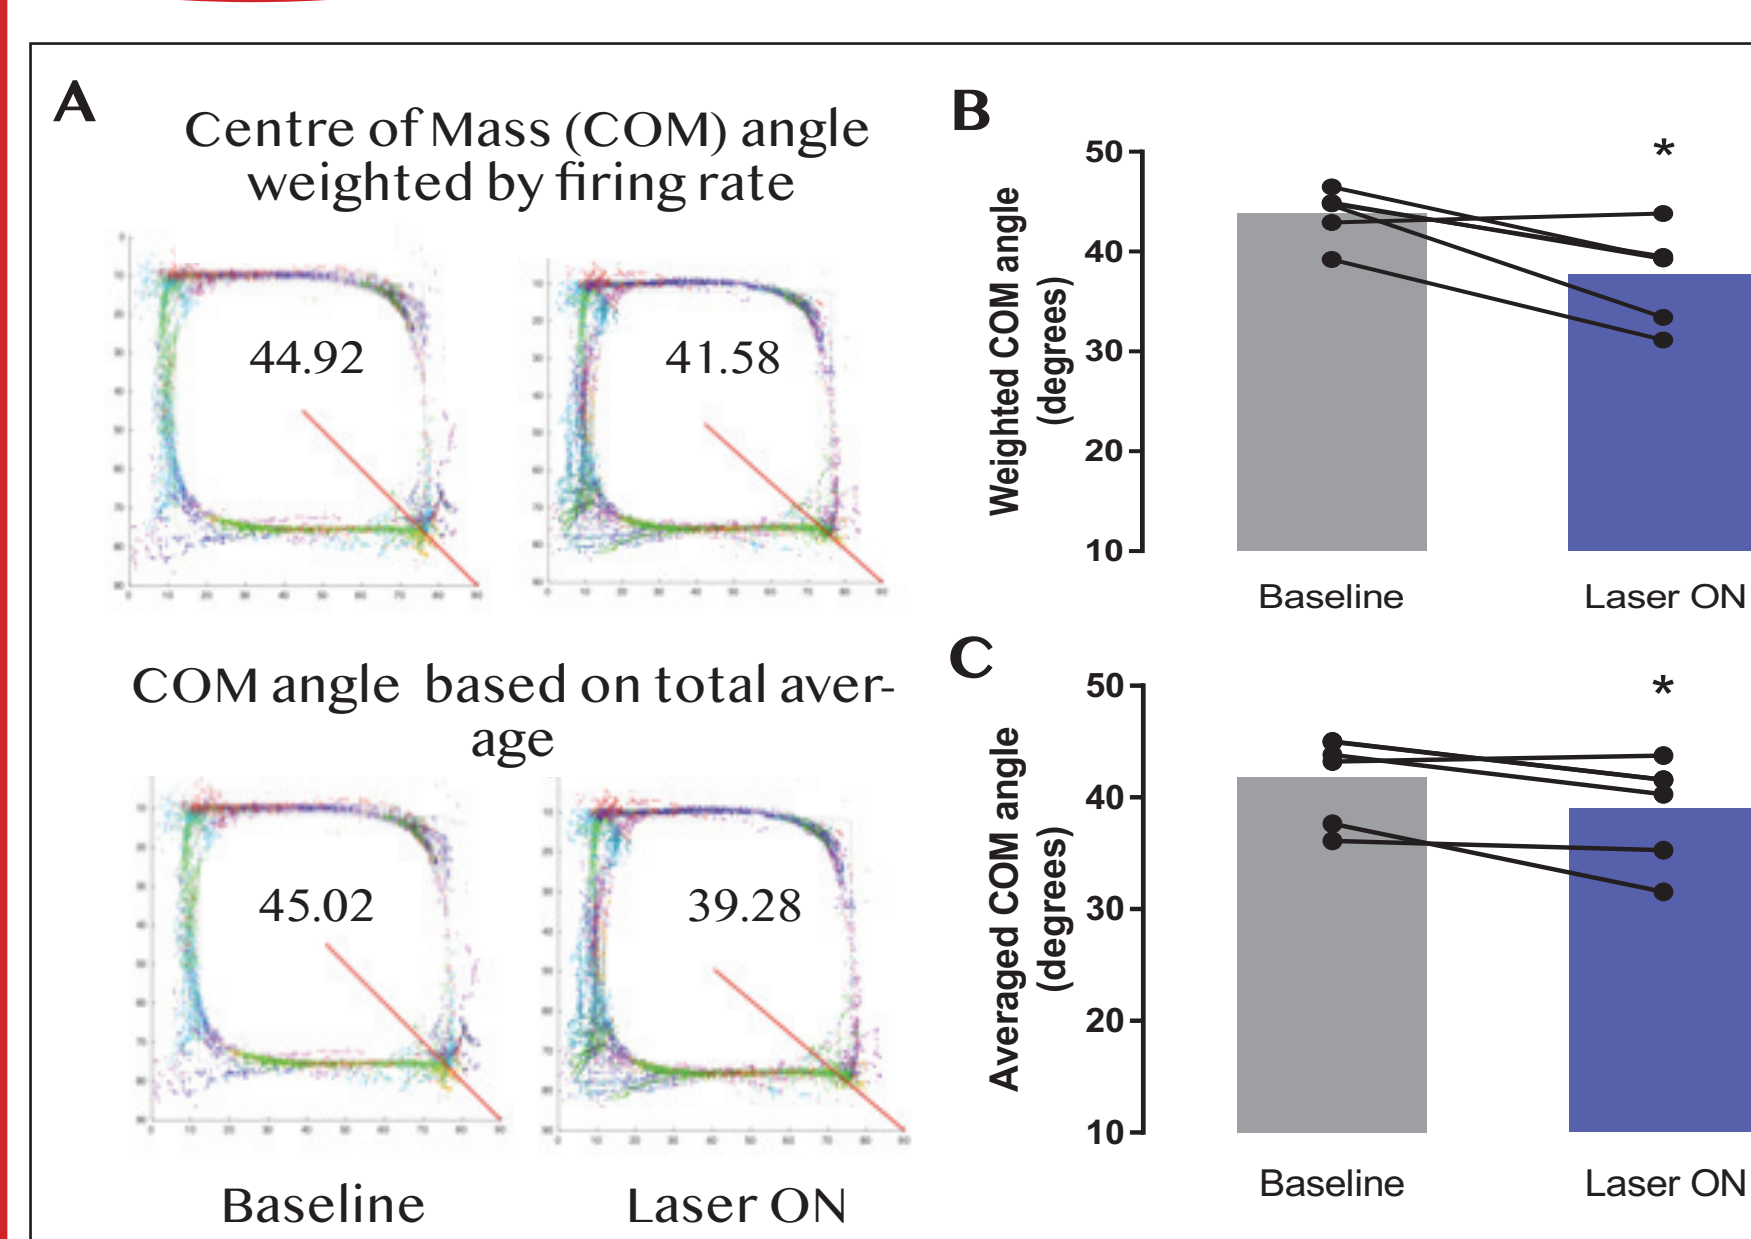 A
Centre of Mass (COM) angle
weighted by firing rate
44.92
41.58
COM angle based on total aver-
age
45.02
39.28
Baseline
Laser ON
B
Weighted COM angle
(degrees)
50
40
30
20
10
*
Baseline
Laser ON
C
Averaged COM angle
(degrees)
50
40
30
20
10
*
Baseline
Laser ON